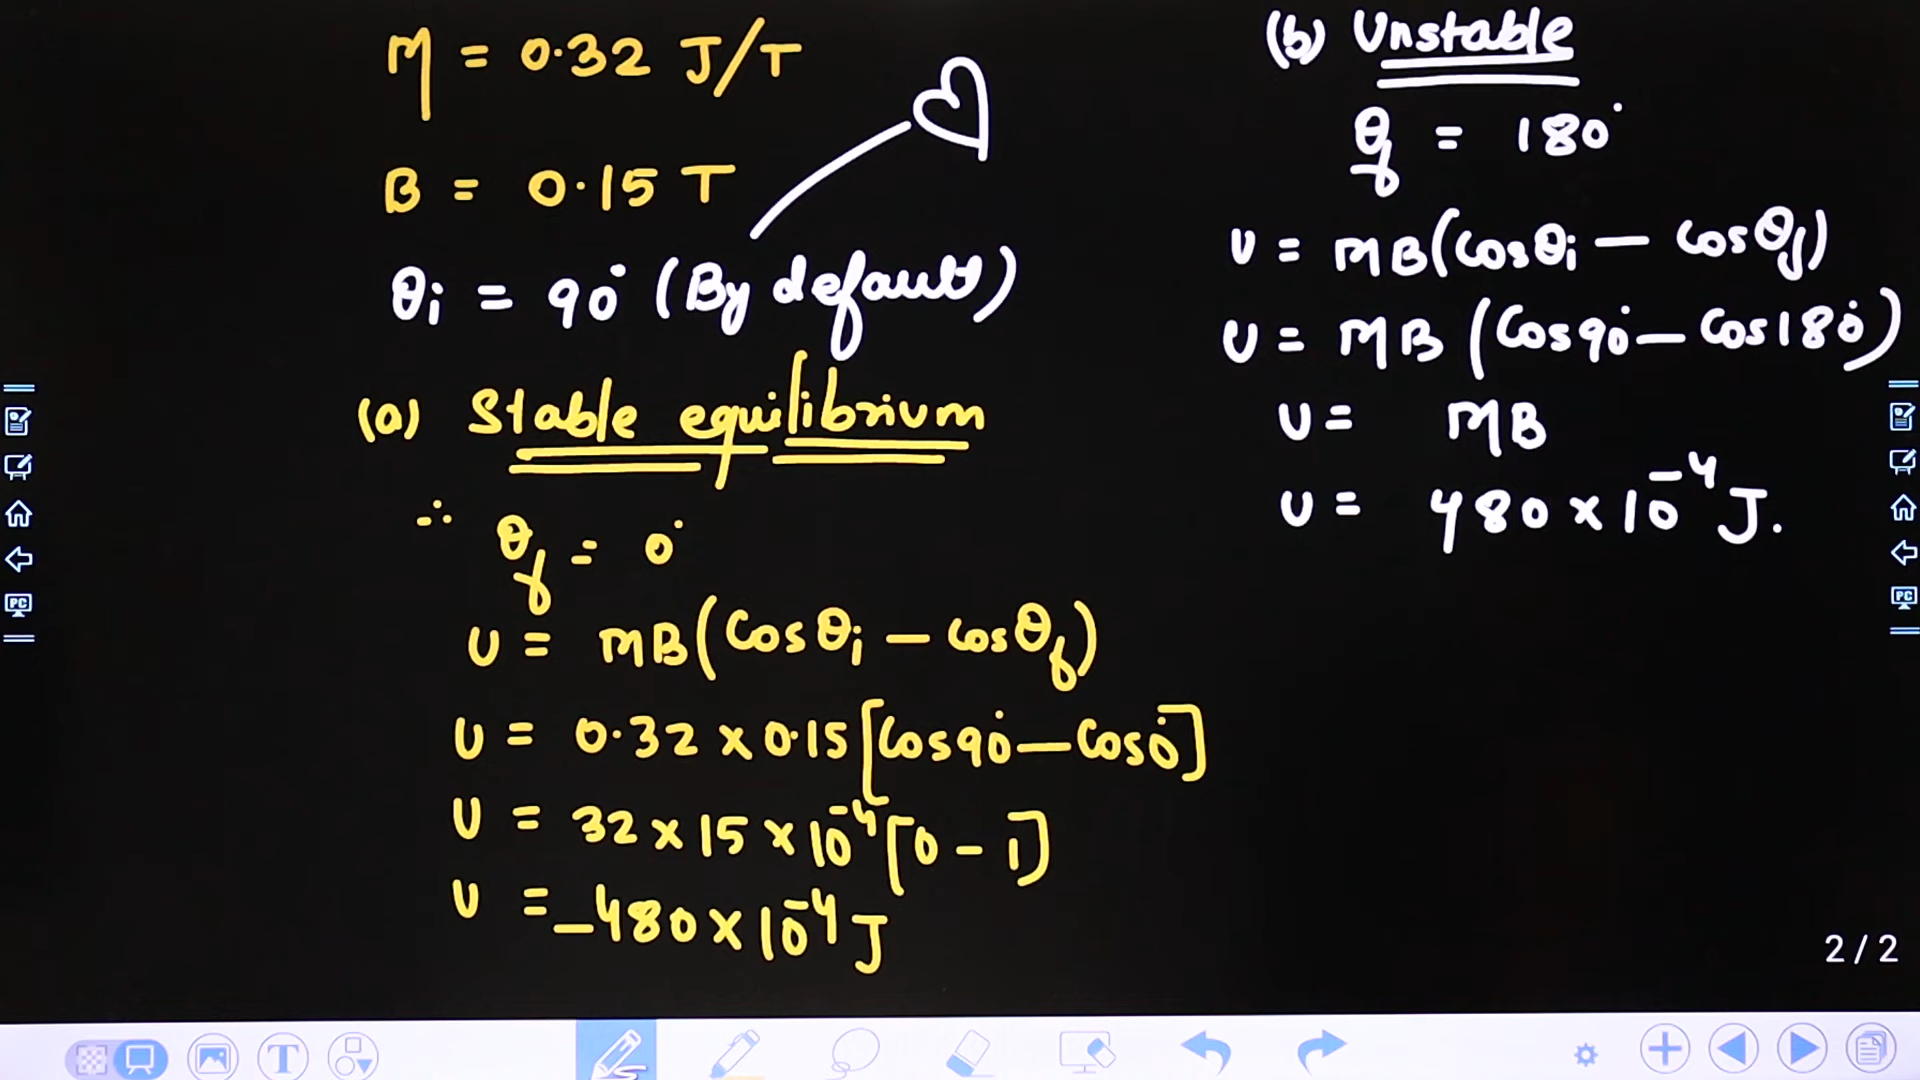 M = 0.32 J/T
B = 0.15 T
θi = 90° (By default)
(a) Stable equilibrium
∴ θf = 0°
U = MB(Cosθi — cosθf)
U = 0.32 × 0.15 [Cos90° — Cos0°]
U = 32 × 15 × 10⁻⁴ [0 - 1]
U = -480 × 10⁻⁴ J
(b) Unstable
θf = 180°
U = MB(Cosθi — cosθf)
U = MB (Cos90° — Cos180°)
U = MB
U = 480 × 10⁻⁴ J.
2 / 2
PC
PC
T